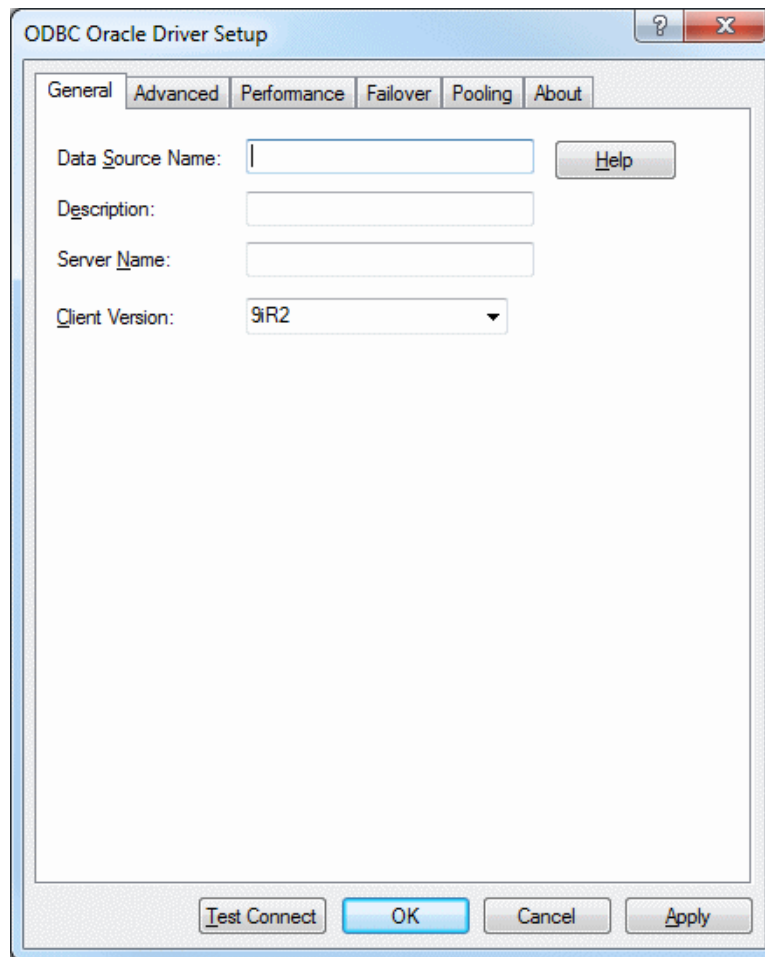 ODBC Oracle Driver Setup
?
General Advanced Performance Failover Pooling About
Data Source Name:
Help
Description:
Server Name:
Client Version: 9iR2
Test Connect OK Cancel Apply